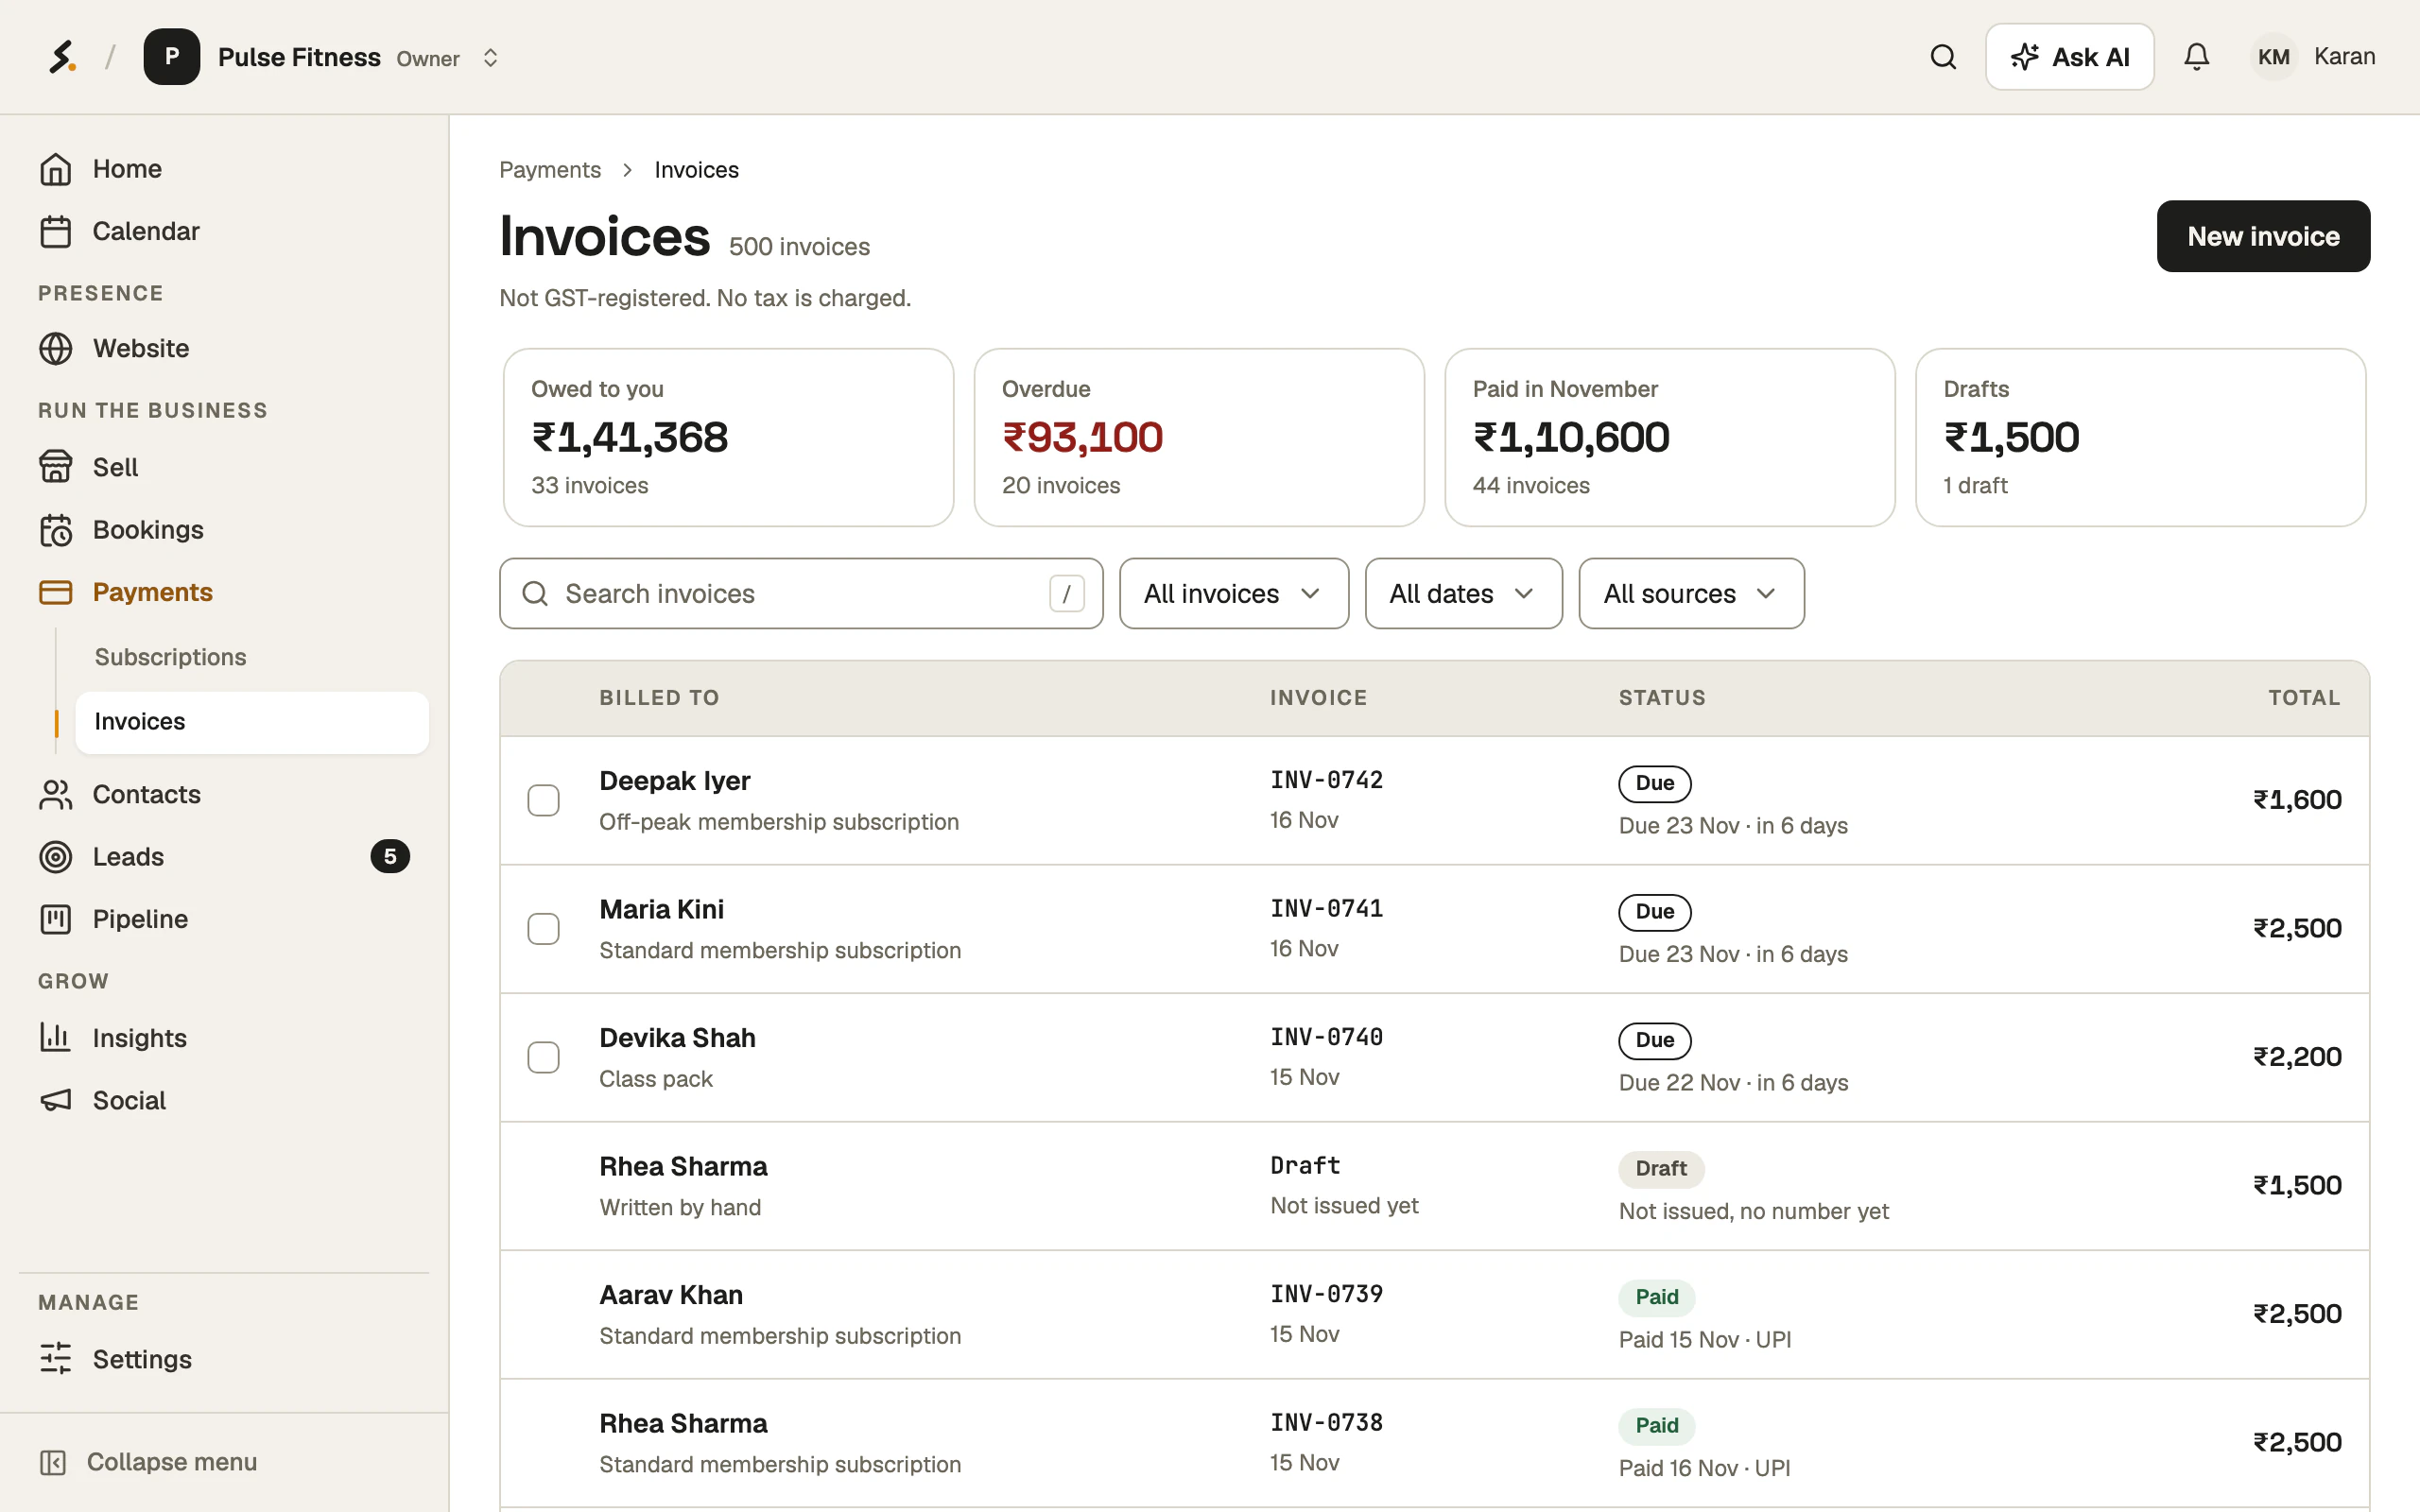 / P Pulse Fitness Owner
Ask AI
KM Karan
Home
Calendar
PRESENCE
Website
RUN THE BUSINESS
Sell
Bookings
Payments
Subscriptions
Invoices
Contacts
Leads 5
Pipeline
GROW
Insights
Social
MANAGE
Settings
Collapse menu
Payments > Invoices
Invoices 500 invoices
New invoice
Not GST-registered. No tax is charged.
Owed to you
₹1,41,368
33 invoices
Overdue
₹93,100
20 invoices
Paid in November
₹1,10,600
44 invoices
Drafts
₹1,500
1 draft
Search invoices /
All invoices
All dates
All sources
BILLED TO INVOICE STATUS TOTAL
Deepak Iyer INV-0742 Due ₹1,600
Off-peak membership subscription 16 Nov Due 23 Nov · in 6 days
Maria Kini INV-0741 Due ₹2,500
Standard membership subscription 16 Nov Due 23 Nov · in 6 days
Devika Shah INV-0740 Due ₹2,200
Class pack 15 Nov Due 22 Nov · in 6 days
Rhea Sharma Draft Draft ₹1,500
Written by hand Not issued yet Not issued, no number yet
Aarav Khan INV-0739 Paid ₹2,500
Standard membership subscription 15 Nov Paid 15 Nov · UPI
Rhea Sharma INV-0738 Paid ₹2,500
Standard membership subscription 15 Nov Paid 16 Nov · UPI